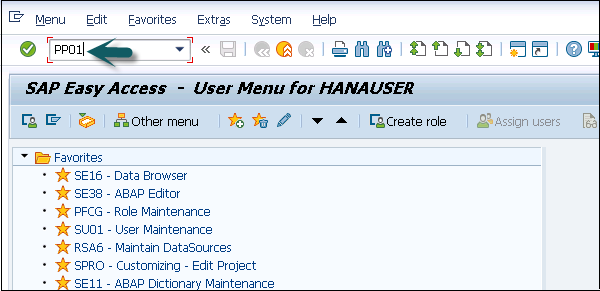 Menu Edit Favorites Extras System Help
PP01
SAP Easy Access - User Menu for HANAUSER
Other menu Create role Assign users
Favorites
SE16 - Data Browser
SE38 - ABAP Editor
PFCG - Role Maintenance
SU01 - User Maintenance
RSA6 - Maintain DataSources
SPRO - Customizing - Edit Project
SE11 - ABAP Dictionary Maintenance